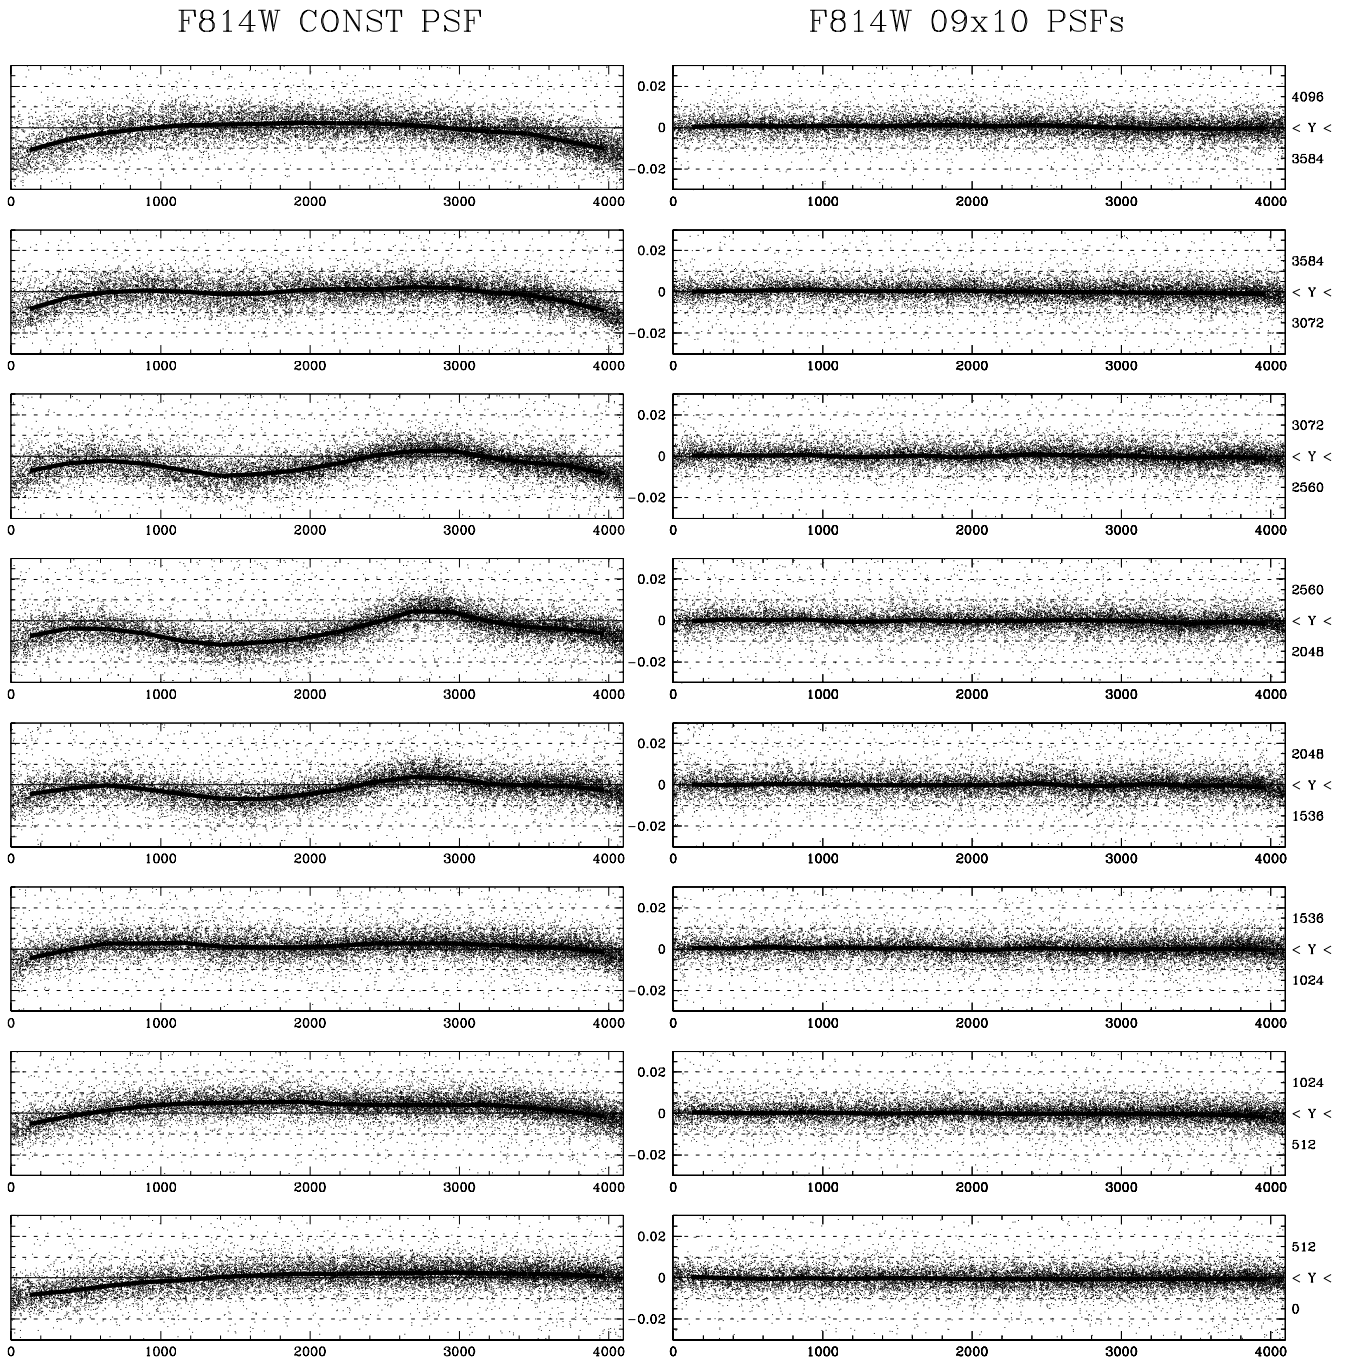 F814W CONST PSF F814W 09x10 PSFs
0.02 4096
0 < Y <
-0.02 3584
0 1000 2000 3000 4000 0 1000 2000 3000 4000
0.02 3584
0 < Y <
-0.02 3072
0 1000 2000 3000 4000 0 1000 2000 3000 4000
0.02 3072
0 < Y <
-0.02 2560
0 1000 2000 3000 4000 0 1000 2000 3000 4000
0.02 2560
0 < Y <
-0.02 2048
0 1000 2000 3000 4000 0 1000 2000 3000 4000
0.02 2048
0 < Y <
-0.02 1536
0 1000 2000 3000 4000 0 1000 2000 3000 4000
0.02 1536
0 < Y <
-0.02 1024
0 1000 2000 3000 4000 0 1000 2000 3000 4000
0.02 1024
0 < Y <
-0.02 512
0 1000 2000 3000 4000 0 1000 2000 3000 4000
0.02 512
0 < Y <
-0.02 0
0 1000 2000 3000 4000 0 1000 2000 3000 4000